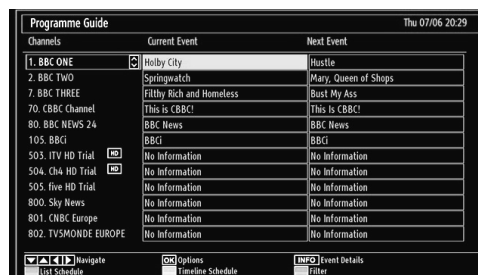 Programme Guide Thu 07/06 20:29
Channels Current Event Next Event
1. BBC ONE Holby City Hustle
2. BBC TWO Springwatch Mary, Queen of Shops
7. BBC THREE Filthy Rich and Homeless Bust My Ass
70. CBBC Channel This is CBBC! This Is CBBC!
80. BBC NEWS 24 BBC News BBC News
105. BBCi BBCi BBCi
503. ITV HD Trial HD No Information No Information
504. Ch4 HD Trial HD No Information No Information
505. five HD Trial No Information No Information
800. Sky News No Information No Information
801. CNBC Europe No Information No Information
802. TV5MONDE EUROPE No Information No Information
Navigate OK Options INFO Event Details
List Schedule Timeline Schedule Filter